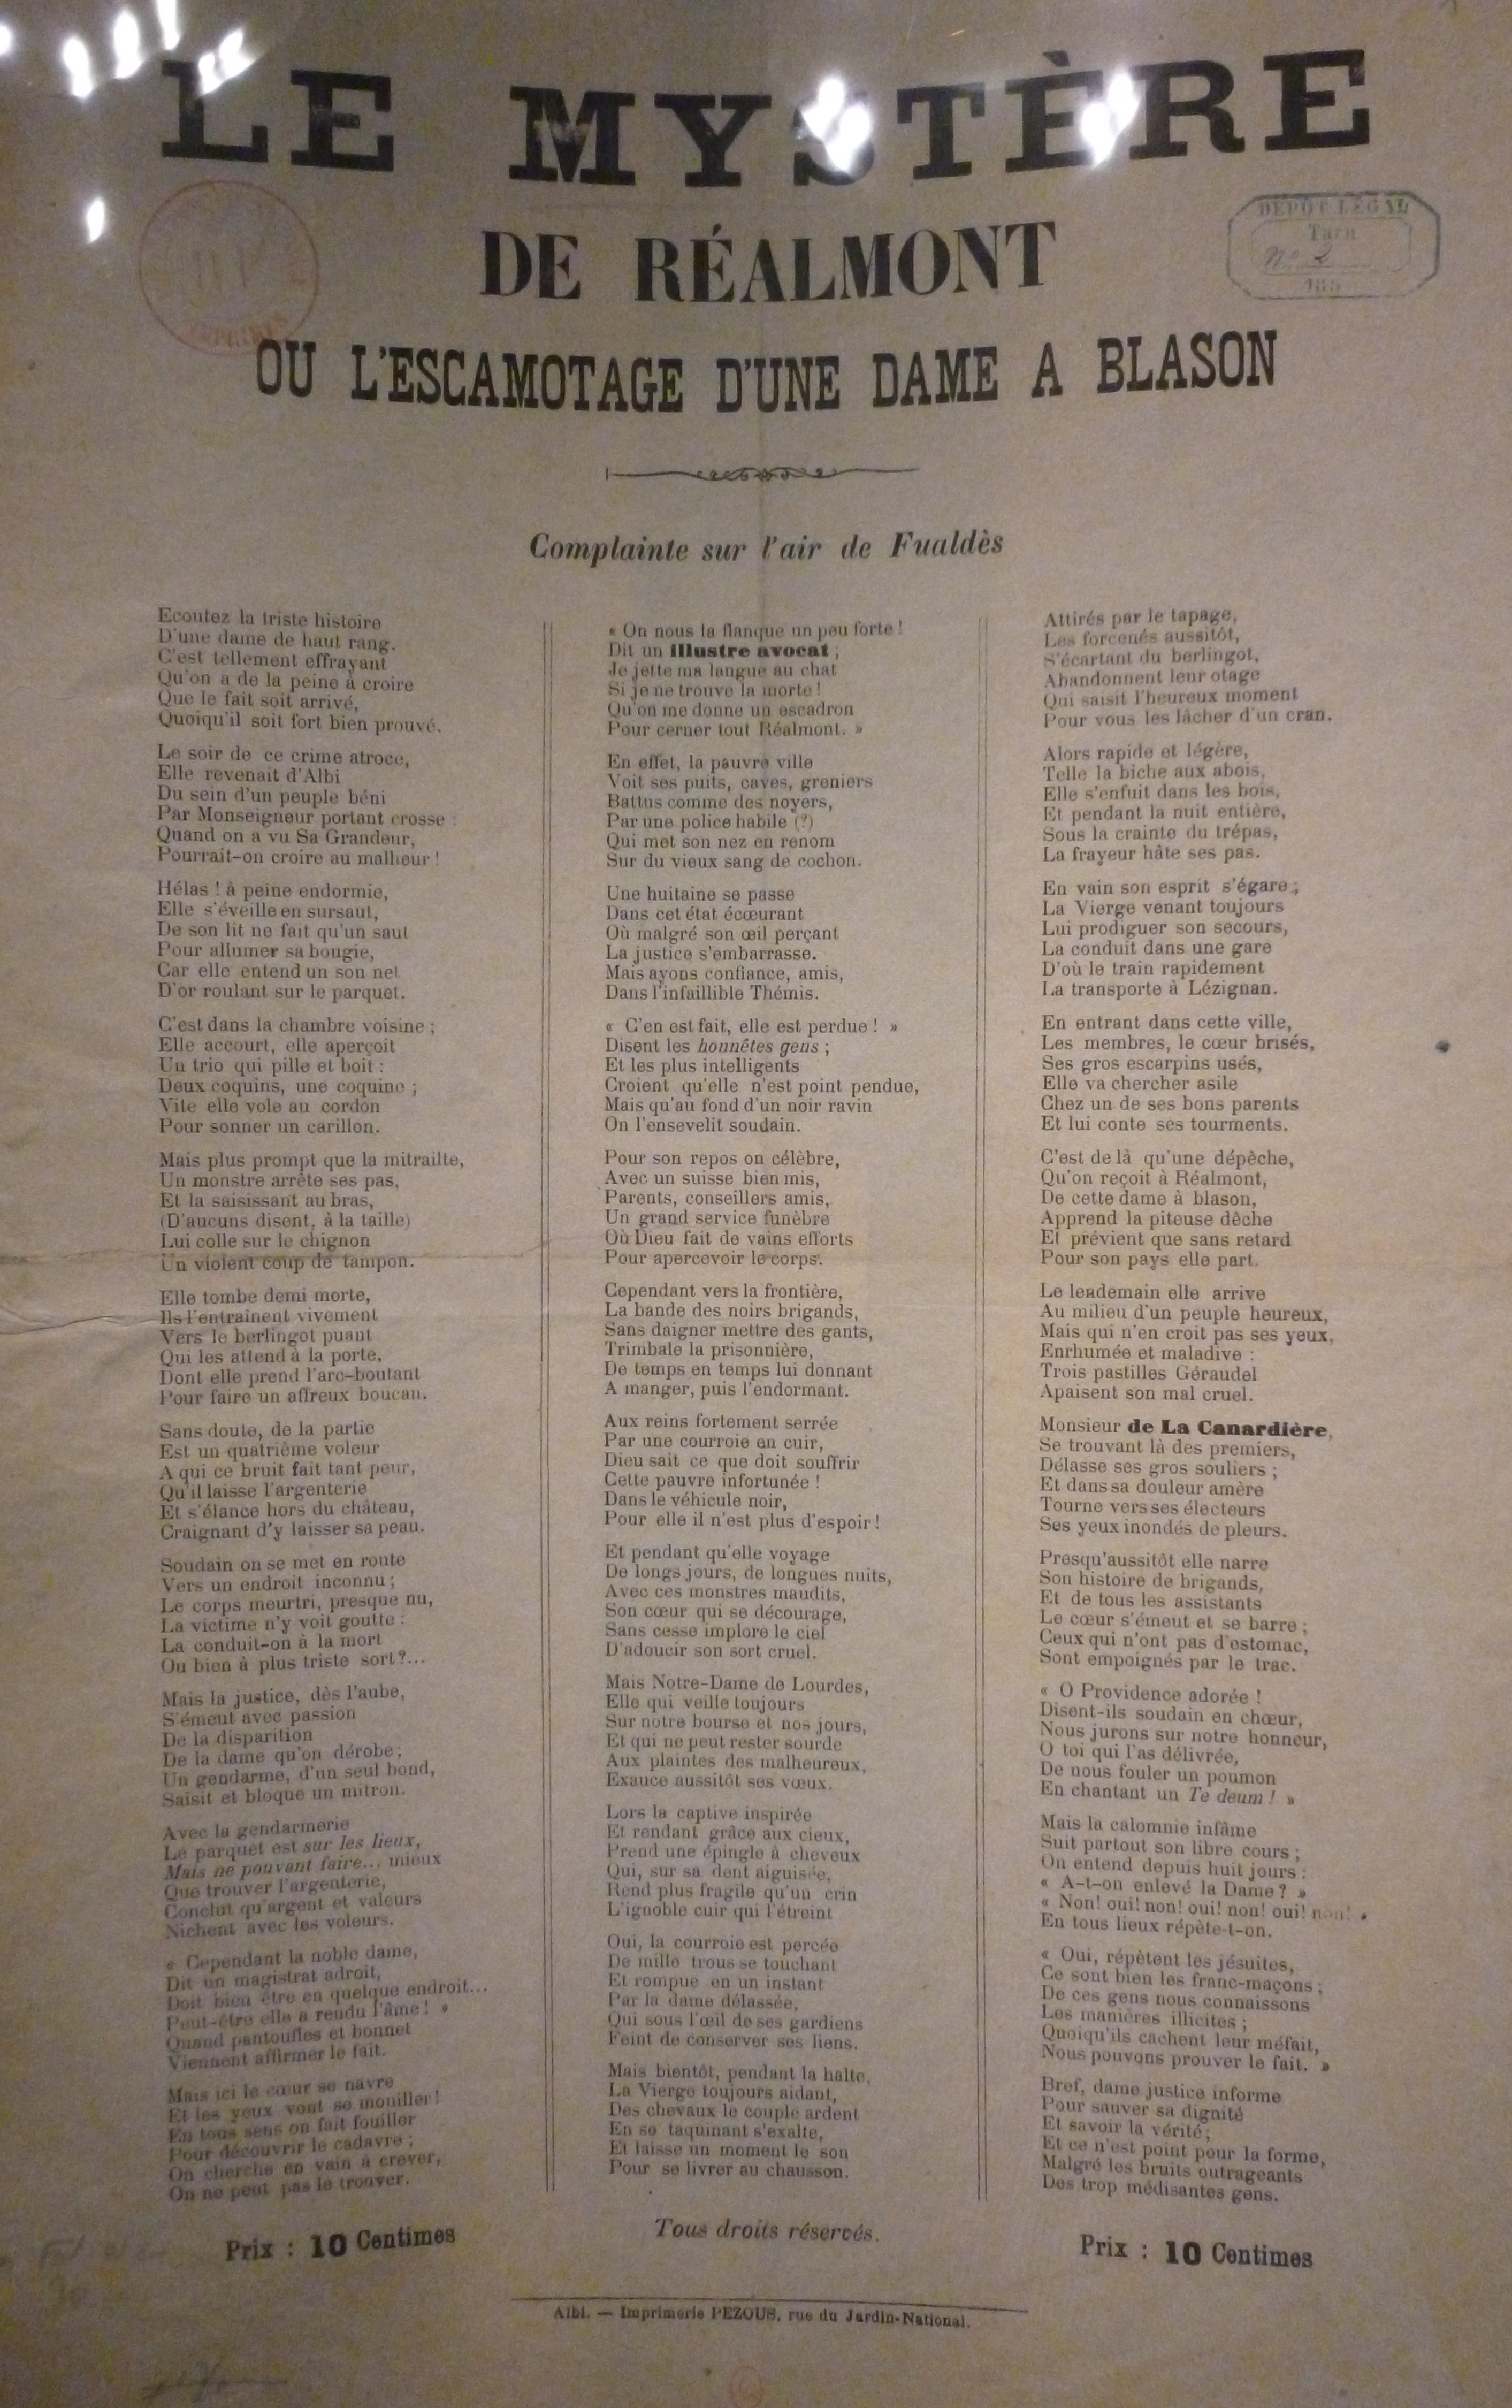 LE MYSTÈRE
DE RÉALMONT
OU L'ESCAMOTAGE D'UNE DAME A BLASON
DÉPOT LÉGAL
Tarn
No 2
Complainte sur l'air de Fualdès
Ecoutez la triste histoire
D'une dame de haut rang.
C'est tellement effrayant
Qu'on a de la peine à croire
Que le fait soit arrivé,
Quoiqu'il soit fort bien prouvé.
Le soir de ce crime atroce,
Elle revenait d'Albi
Du sein d'un peuple béni
Par Monseigneur portant crosse :
Quand on a vu Sa Grandeur,
Pourrait-on croire au malheur !
Hélas ! à peine endormie,
Elle s'éveille en sursaut,
De son lit ne fait qu'un saut
Pour allumer sa bougie,
Car elle entend un son net
D'or roulant sur le parquet.
C'est dans la chambre voisine ;
Elle accourt, elle aperçoit
Un trio qui pille et boit :
Deux coquins, une coquine ;
Vite elle vole au cordon
Pour sonner un carillon.
Mais plus prompt que la mitrailte,
Un monstre arrête ses pas,
Et la saisissant au bras,
(D'aucuns disent, à la taille)
Lui colle sur le chignon
Un violent coup de tampon.
Elle tombe demi morte,
Ils l'entraînent vivement
Vers le berlingot puant
Qui les attend à la porte,
Dont elle prend l'arc-boutant
Pour faire un affreux boucan.
Sans doute, de la partie
Est un quatrième voleur
A qui ce bruit fait tant peur,
Qu'il laisse l'argenterie
Et s'élance hors du château,
Craignant d'y laisser sa peau.
Soudain on se met en route
Vers un endroit inconnu ;
Le corps meurtri, presque nu,
La victime n'y voit goutte :
La conduit-on à la mort
Ou bien à plus triste sort ?...
Mais la justice, dès l'aube,
S'émeut avec passion
De la disparition
De la dame qu'on dérobe ;
Un gendarme, d'un seul bond,
Saisit et bloque un mitron.
Avec la gendarmerie
Le parquet est sur les lieux,
Mais ne pouvant faire... mieux
Que trouver l'argenterie,
Conclut qu'argent et valeurs
Nichent avec les voleurs.
« Cependant la noble dame,
Dit un magistrat adroit,
Doit bien être en quelque endroit...
Peut-être elle a rendu l'âme ! »
Quand pantoufles et bonnet
Viennent affirmer le fait.
Mais ici le cœur se navre
Et les yeux vont se mouiller !
En tous sens on fait fouiller
Pour découvrir le cadavre ;
On cherche en vain à crever,
On ne peut pas le trouver.
Prix : 10 Centimes
« On nous la flanque un peu forte !
Dit un illustre avocat ;
Je jette ma langue au chat
Si je ne trouve la morte !
Qu'on me donne un escadron
Pour cerner tout Réalmont. »
En effet, la pauvre ville
Voit ses puits, caves, greniers
Battus comme des noyers,
Par une police habile (?)
Qui met son nez en renom
Sur du vieux sang de cochon.
Une huitaine se passe
Dans cet état écœurant
Où malgré son œil perçant
La justice s'embarrasse.
Mais ayons confiance, amis,
Dans l'infaillible Thémis.
« C'en est fait, elle est perdue ! »
Disent les honnêtes gens ;
Et les plus intelligents
Croient qu'elle n'est point pendue,
Mais qu'au fond d'un noir ravin
On l'ensevelit soudain.
Pour son repos on célèbre,
Avec un suisse bien mis,
Parents, conseillers amis,
Un grand service funèbre
Où Dieu fait de vains efforts
Pour apercevoir le corps.
Cependant vers la frontière,
La bande des noirs brigands,
Sans daigner mettre des gants,
Trimbale la prisonnière,
De temps en temps lui donnant
A manger, puis l'endormant.
Aux reins fortement serrée
Par une courroie en cuir,
Dieu sait ce que doit souffrir
Cette pauvre infortunée !
Dans le véhicule noir,
Pour elle il n'est plus d'espoir !
Et pendant qu'elle voyage
De longs jours, de longues nuits,
Avec ces monstres maudits,
Son cœur qui se décourage,
Sans cesse implore le ciel
D'adoucir son sort cruel.
Mais Notre-Dame de Lourdes,
Elle qui veille toujours
Sur notre bourse et nos jours,
Et qui ne peut rester sourde
Aux plaintes des malheureux,
Exauce aussitôt ses vœux.
Lors la captive inspirée
Et rendant grâce aux cieux,
Prend une épingle à cheveux
Qui, sur sa dent aiguisée,
Rend plus fragile qu'un crin
L'ignoble cuir qui l'étreint
Oui, la courroie est percée
De mille trous se touchant
Et rompue en un instant
Par la dame délassée,
Qui sous l'œil de ses gardiens
Feint de conserver ses liens.
Mais bientôt, pendant la halte,
La Vierge toujours aidant,
Des chevaux le couple ardent
En se taquinant s'exalte,
Et laisse un moment le son
Pour se livrer au chausson.
Tous droits réservés.
Attirés par le tapage,
Les forcenés aussitôt,
S'écartant du berlingot,
Abandonnent leur otage
Qui saisit l'heureux moment
Pour vous les lâcher d'un cran.
Alors rapide et légère,
Telle la biche aux abois,
Elle s'enfuit dans les bois,
Et pendant la nuit entière,
Sous la crainte du trépas,
La frayeur hâte ses pas.
En vain son esprit s'égare ;
La Vierge venant toujours
Lui prodiguer son secours,
La conduit dans une gare
D'où le train rapidement
La transporte à Lézignan.
En entrant dans cette ville,
Les membres, le cœur brisés,
Ses gros escarpins usés,
Elle va chercher asile
Chez un de ses bons parents
Et lui conte ses tourments.
C'est de là qu'une dépêche,
Qu'on reçoit à Réalmont,
De cette dame à blason,
Apprend la piteuse dêche
Et prévient que sans retard
Pour son pays elle part.
Le lendemain elle arrive
Au milieu d'un peuple heureux,
Mais qui n'en croit pas ses yeux,
Enrhumée et maladive :
Trois pastilles Géraudel
Apaisent son mal cruel.
Monsieur de La Canardière,
Se trouvant là des premiers,
Délasse ses gros souliers ;
Et dans sa douleur amère
Tourne vers ses électeurs
Ses yeux inondés de pleurs.
Presqu'aussitôt elle narre
Son histoire de brigands,
Et de tous les assistants
Le cœur s'émeut et se barre ;
Ceux qui n'ont pas d'estomac,
Sont empoignés par le trac.
« O Providence adorée !
Disent-ils soudain en chœur,
Nous jurons sur notre honneur,
O toi qui l'as délivrée,
De nous fouler un poumon
En chantant un Te deum ! »
Mais la calomnie infâme
Suit partout son libre cours ;
On entend depuis huit jours :
« A-t-on enlevé la Dame ? »
« Non! oui! non! oui! non! oui! non! »
En tous lieux répète-t-on.
« Oui, répètent les jésuites,
Ce sont bien les franc-maçons ;
De ces gens nous connaissons
Les manières illicites ;
Quoiqu'ils cachent leur méfait,
Nous pouvons prouver le fait. »
Bref, dame justice informe
Pour sauver sa dignité
Et savoir la vérité ;
Et ce n'est point pour la forme,
Malgré les bruits outrageants
Des trop médisantes gens.
Prix : 10 Centimes
Albi. — Imprimerie PEZOUS, rue du Jardin-National.